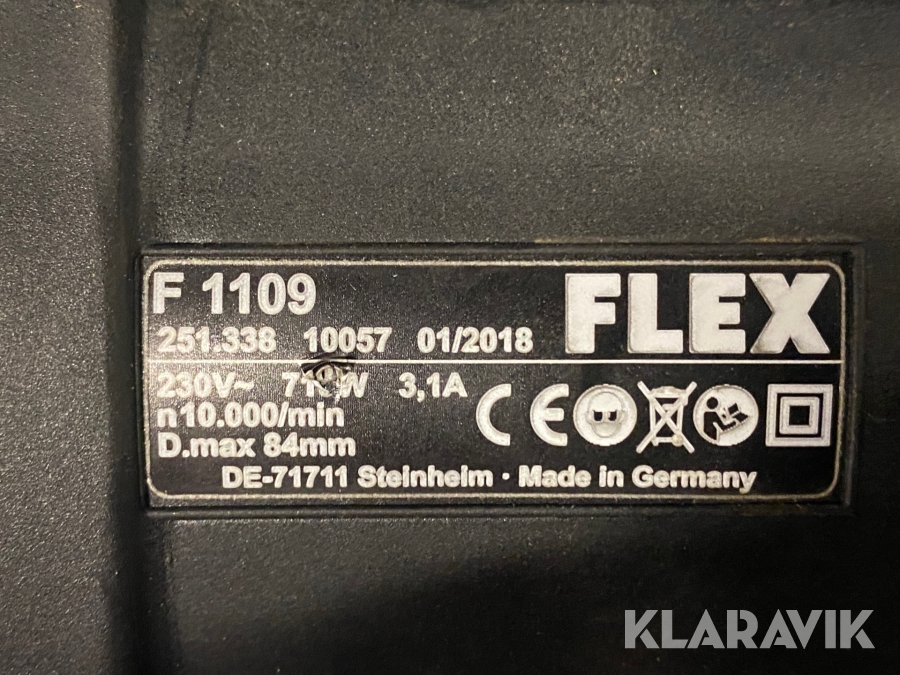 F 1109
FLEX
251.338 10057 01/2018
230V~ 3,1A
n10.000/min
D.max 84mm
CE
DE-71711 Steinheim · Made in Germany
KLARAVIK